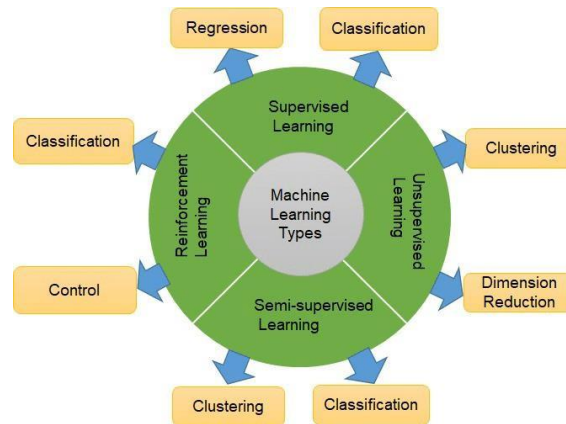 Regression
Classification
Classification
Supervised
Learning
Clustering
Reinforcement
Learning
Machine
Learning
Types
Unsupervised
Learning
Control
Semi-supervised
Learning
Dimension
Reduction
Clustering
Classification